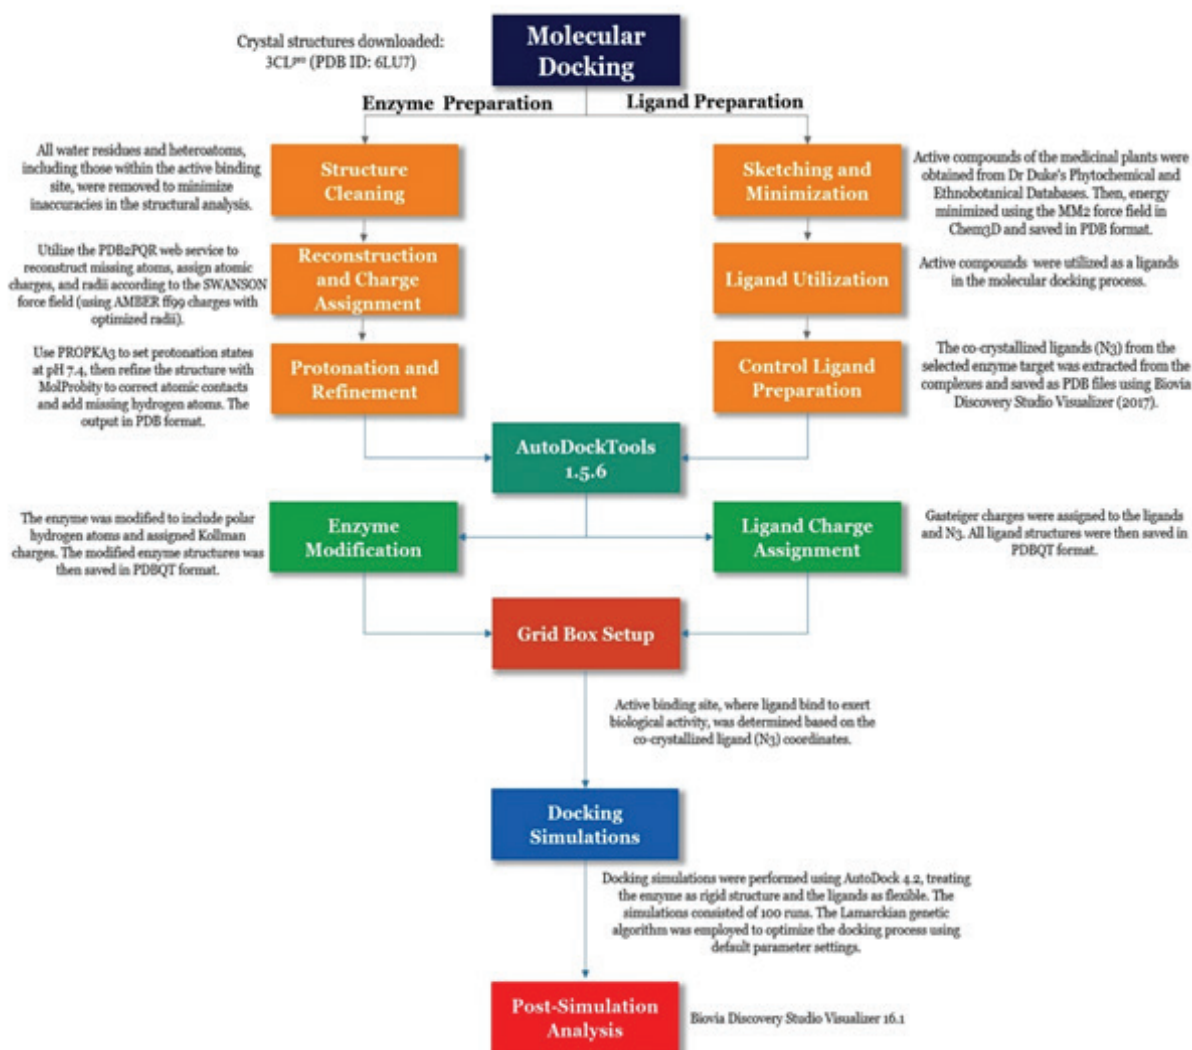 Molecular
Docking
Crystal structures downloaded:
3CLᵖʳᵒ (PDB ID: 6LU7)
Enzyme Preparation
Ligand Preparation
All water residues and heteroatoms,
including those within the active binding
site, were removed to minimize
inaccuracies in the structural analysis.
Structure
Cleaning
Sketching and
Minimization
Active compounds of the medicinal plants were
obtained from Dr Duke's Phytochemical and
Ethnobotanical Databases. Then, energy
minimized using the MM2 force field in
Chem3D and saved in PDB format.
Utilize the PDB2PQR web service to
reconstruct missing atoms, assign atomic
charges, and radii according to the SWANSON
force field (using AMBER ff99 charges with
optimized radii).
Reconstruction
and Charge
Assignment
Ligand Utilization
Active compounds were utilized as a ligands
in the molecular docking process.
Use PROPKA3 to set protonation states
at pH 7.4, then refine the structure with
MolProbity to correct atomic contacts
and add missing hydrogen atoms. The
output in PDB format.
Protonation and
Refinement
Control Ligand
Preparation
The co-crystallized ligands (N3) from the
selected enzyme target was extracted from the
complexes and saved as PDB files using Biovia
Discovery Studio Visualizer (2017).
AutoDockTools
1.5.6
The enzyme was modified to include polar
hydrogen atoms and assigned Kollman
charges. The modified enzyme structures was
then saved in PDBQT format.
Enzyme
Modification
Ligand Charge
Assignment
Gasteiger charges were assigned to the ligands
and N3. All ligand structures were then saved in
PDBQT format.
Grid Box Setup
Active binding site, where ligand bind to exert
biological activity, was determined based on the
co-crystallized ligand (N3) coordinates.
Docking
Simulations
Docking simulations were performed using AutoDock 4.2, treating
the enzyme as rigid structure and the ligands as flexible. The
simulations consisted of 100 runs. The Lamarckian genetic
algorithm was employed to optimize the docking process using
default parameter settings.
Post-Simulation
Analysis
Biovia Discovery Studio Visualizer 16.1